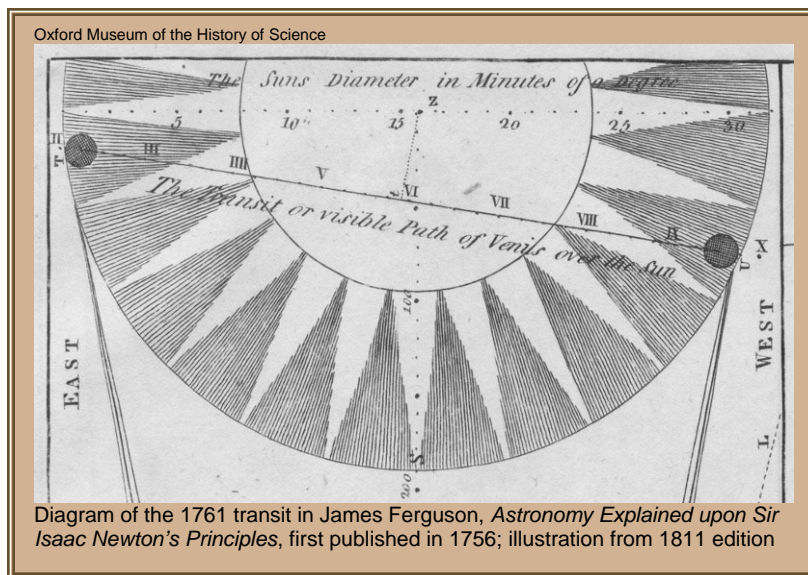 Oxford Museum of the History of Science
The Suns Diameter in Minutes of a Degree
Z
5 10 15 20 25 30
II T III IIII V VI VII VIII IX X
t
U
The Transit or visible Path of Venus over the Sun
100
EAST
WEST
S
L
200
Diagram of the 1761 transit in James Ferguson, Astronomy Explained upon Sir
Isaac Newton's Principles, first published in 1756; illustration from 1811 edition